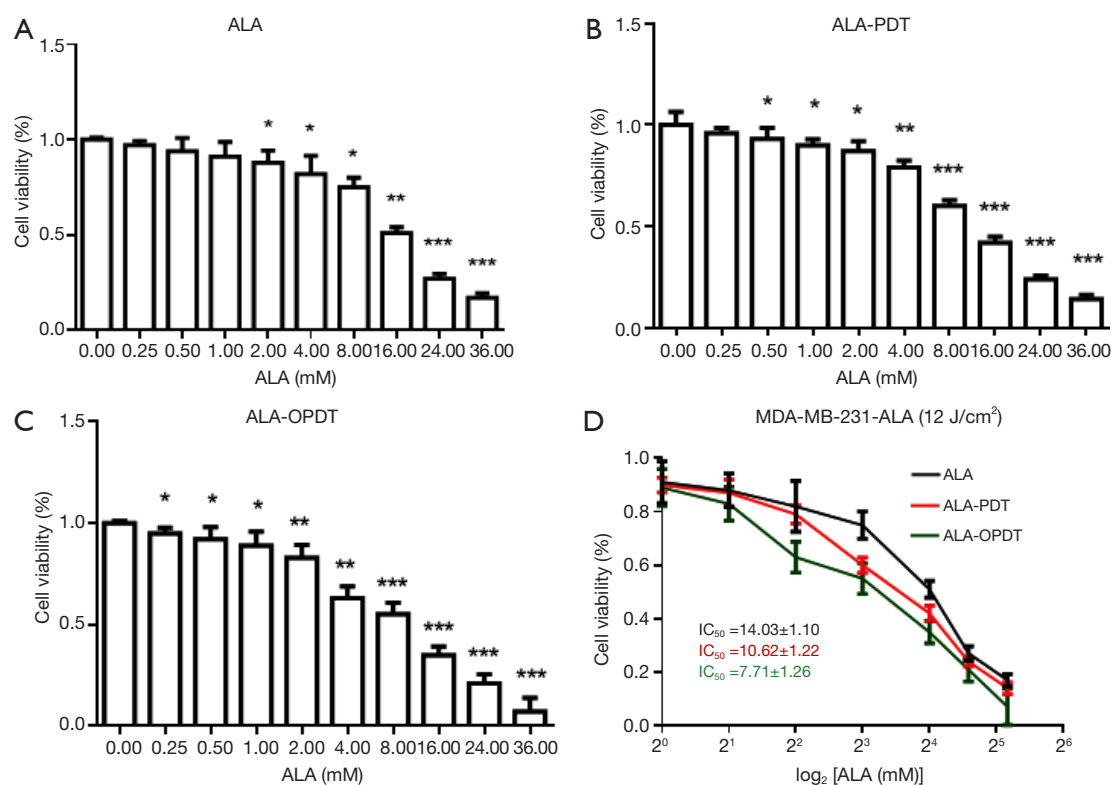 A
ALA
1.5
1.0
0.5
0.0
Cell viability (%)
* * * ** *** ***
0.00 0.25 0.50 1.00 2.00 4.00 8.00 16.00 24.00 36.00
ALA (mM)
B
ALA-PDT
1.5
1.0
0.5
0.0
Cell viability (%)
* * * ** *** *** *** ***
0.00 0.25 0.50 1.00 2.00 4.00 8.00 16.00 24.00 36.00
ALA (mM)
C
ALA-OPDT
1.5
1.0
0.5
0.0
Cell viability (%)
* * * ** ** *** *** *** ***
0.00 0.25 0.50 1.00 2.00 4.00 8.00 16.00 24.00 36.00
ALA (mM)
D
MDA-MB-231-ALA (12 J/cm²)
1.0
0.8
0.6
0.4
0.2
0.0
Cell viability (%)
ALA
ALA-PDT
ALA-OPDT
IC₅₀ =14.03±1.10
IC₅₀ =10.62±1.22
IC₅₀ =7.71±1.26
2⁰ 2¹ 2² 2³ 2⁴ 2⁵ 2⁶
log₂ [ALA (mM)]